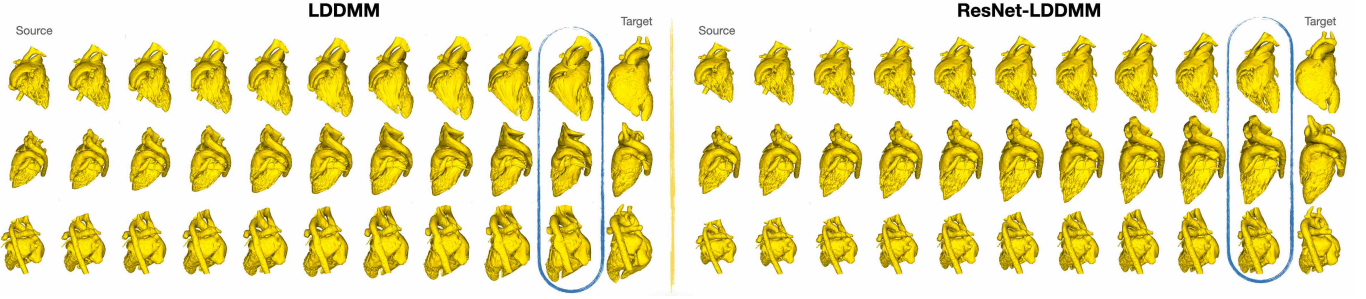 LDDMM
Source
Target
ResNet-LDDMM
Source
Target